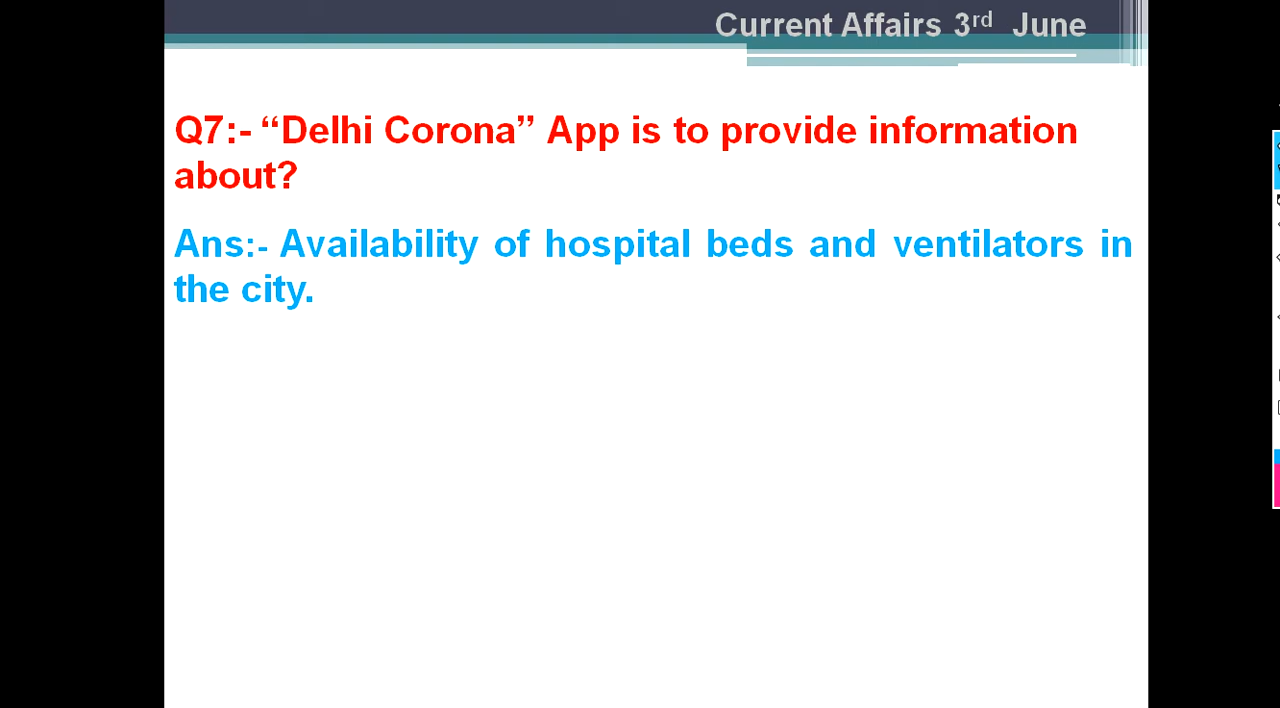 Current Affairs 3rd June
Q7:- “Delhi Corona” App is to provide information
about?
Ans:- Availability of hospital beds and ventilators in
the city.